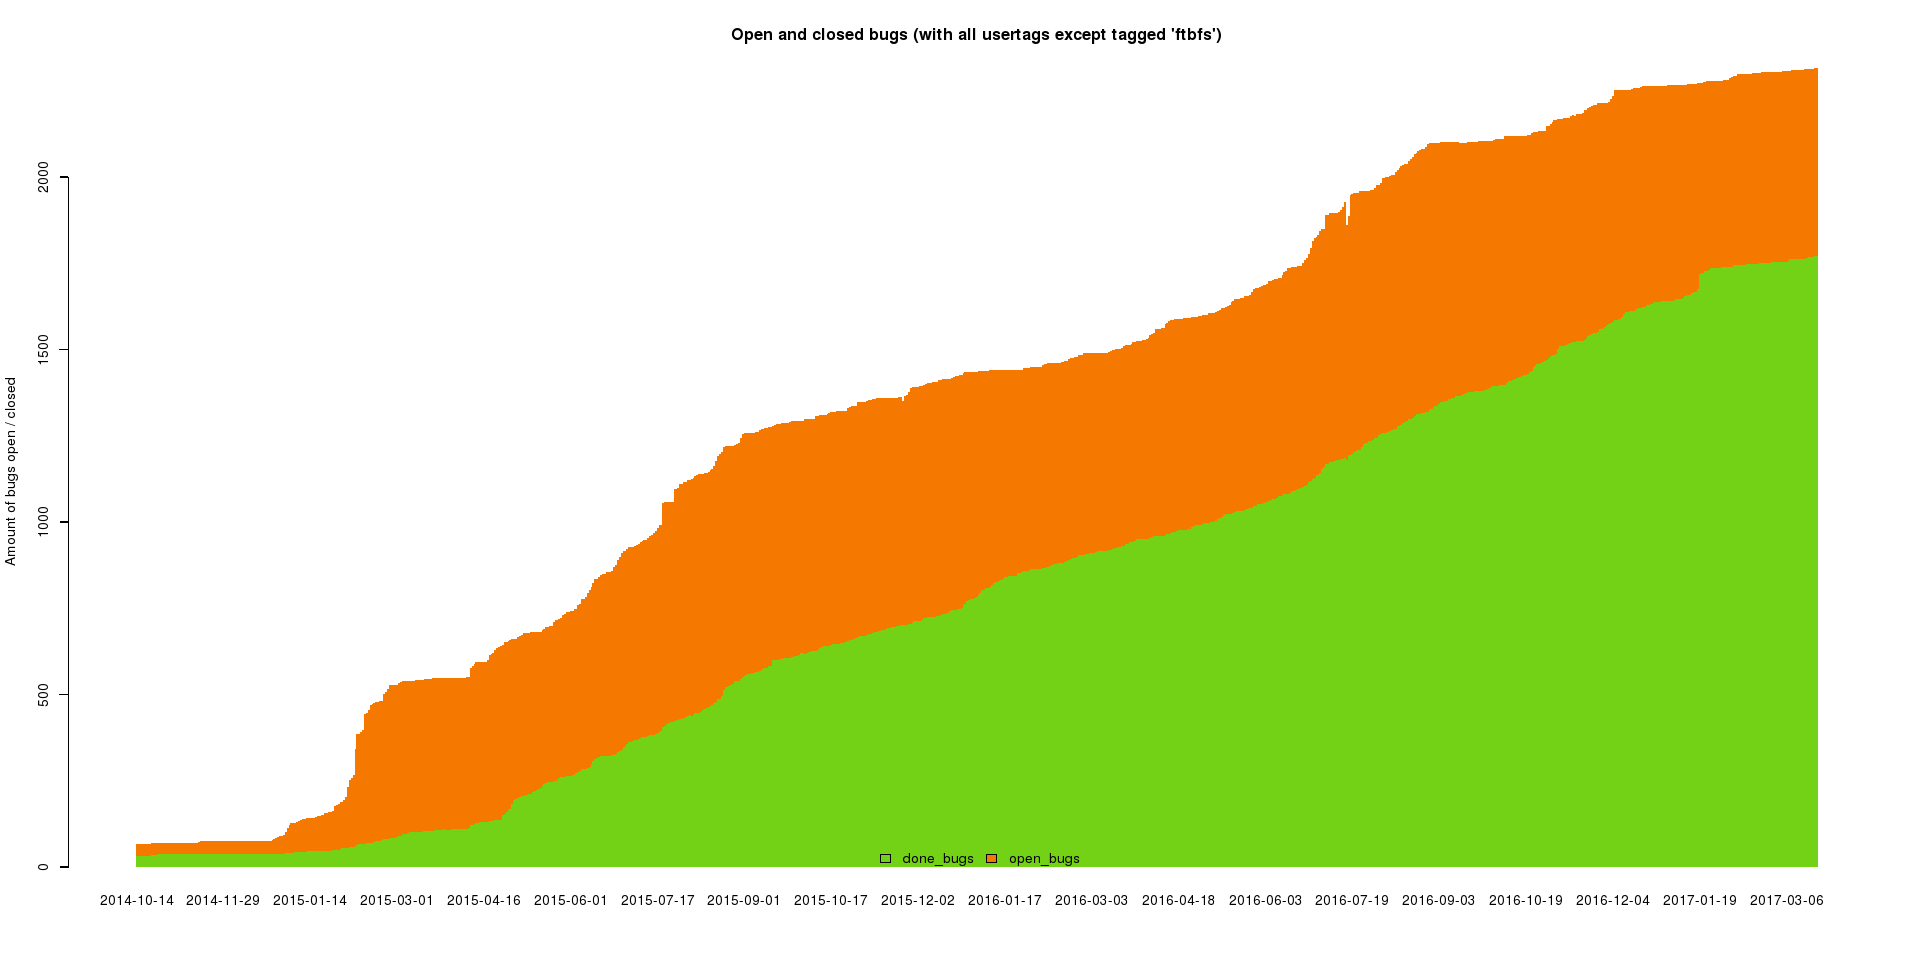 Open and closed bugs (with all usertags except tagged 'ftbfs')
Amount of bugs open / closed
2000
1500
1000
500
0
done_bugs open_bugs
2014-10-14 2014-11-29 2015-01-14 2015-03-01 2015-04-16 2015-06-01 2015-07-17 2015-09-01 2015-10-17 2015-12-02 2016-01-17 2016-03-03 2016-04-18 2016-06-03 2016-07-19 2016-09-03 2016-10-19 2016-12-04 2017-01-19 2017-03-06